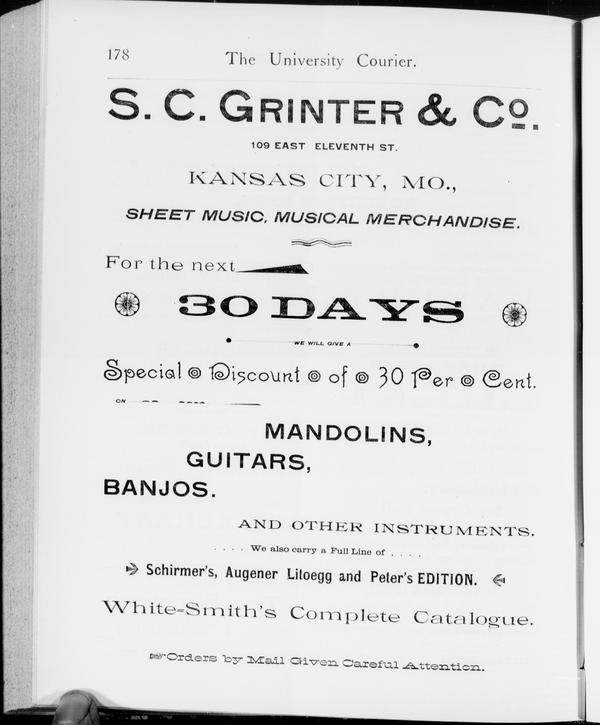 178
The University Courier.
S. C. GRINTER & Co.
109 EAST ELEVENTH ST.
KANSAS CITY, MO.,
SHEET MUSIC, MUSICAL MERCHANDISE.
For the next
30 DAYS
WE WILL GIVE A
Special Discount of 30 Per Cent.
ON
MANDOLINS,
GUITARS,
BANJOS.
AND OTHER INSTRUMENTS.
. . . . We also carry a Full Line of . . . .
Schirmer's, Augener Litoegg and Peter's EDITION.
White=Smith's Complete Catalogue.
☞Orders by Mail Given Careful Attention.